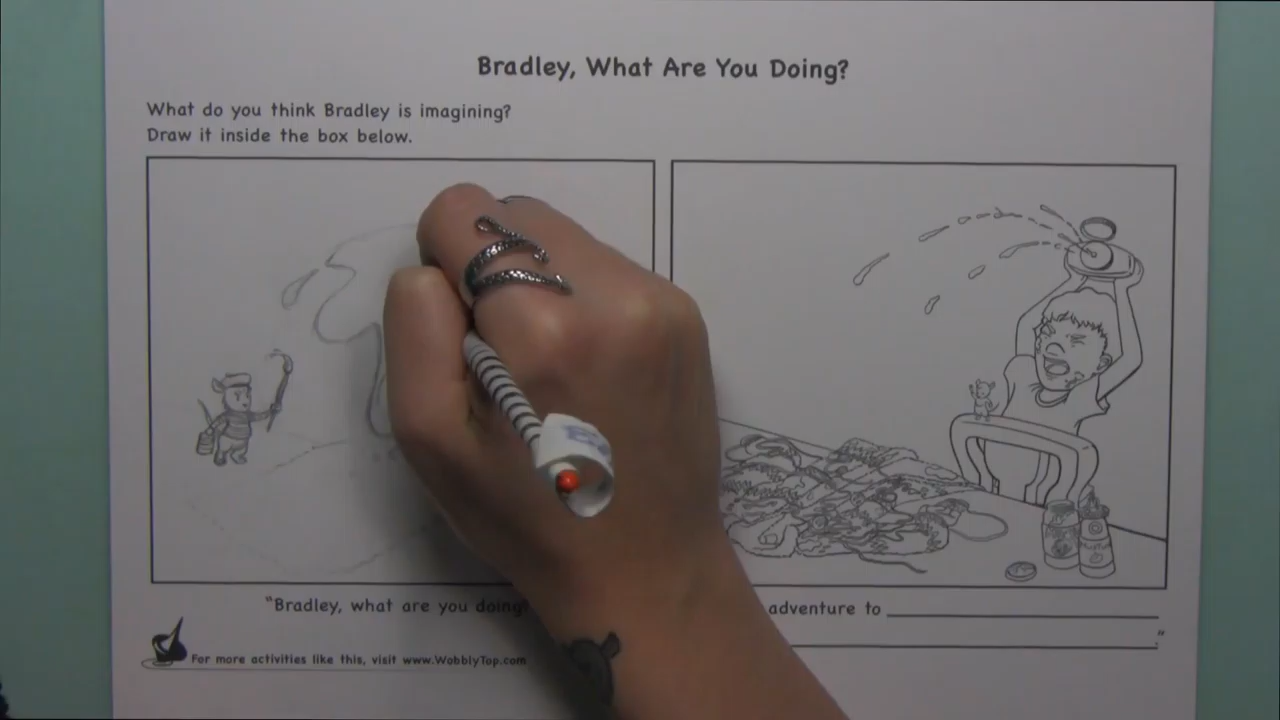 Bradley, What Are You Doing?
What do you think Bradley is imagining?
Draw it inside the box below.
"Bradley, what are you doing? adventure to
."
For more activities like this, visit www.WobblyTop.com